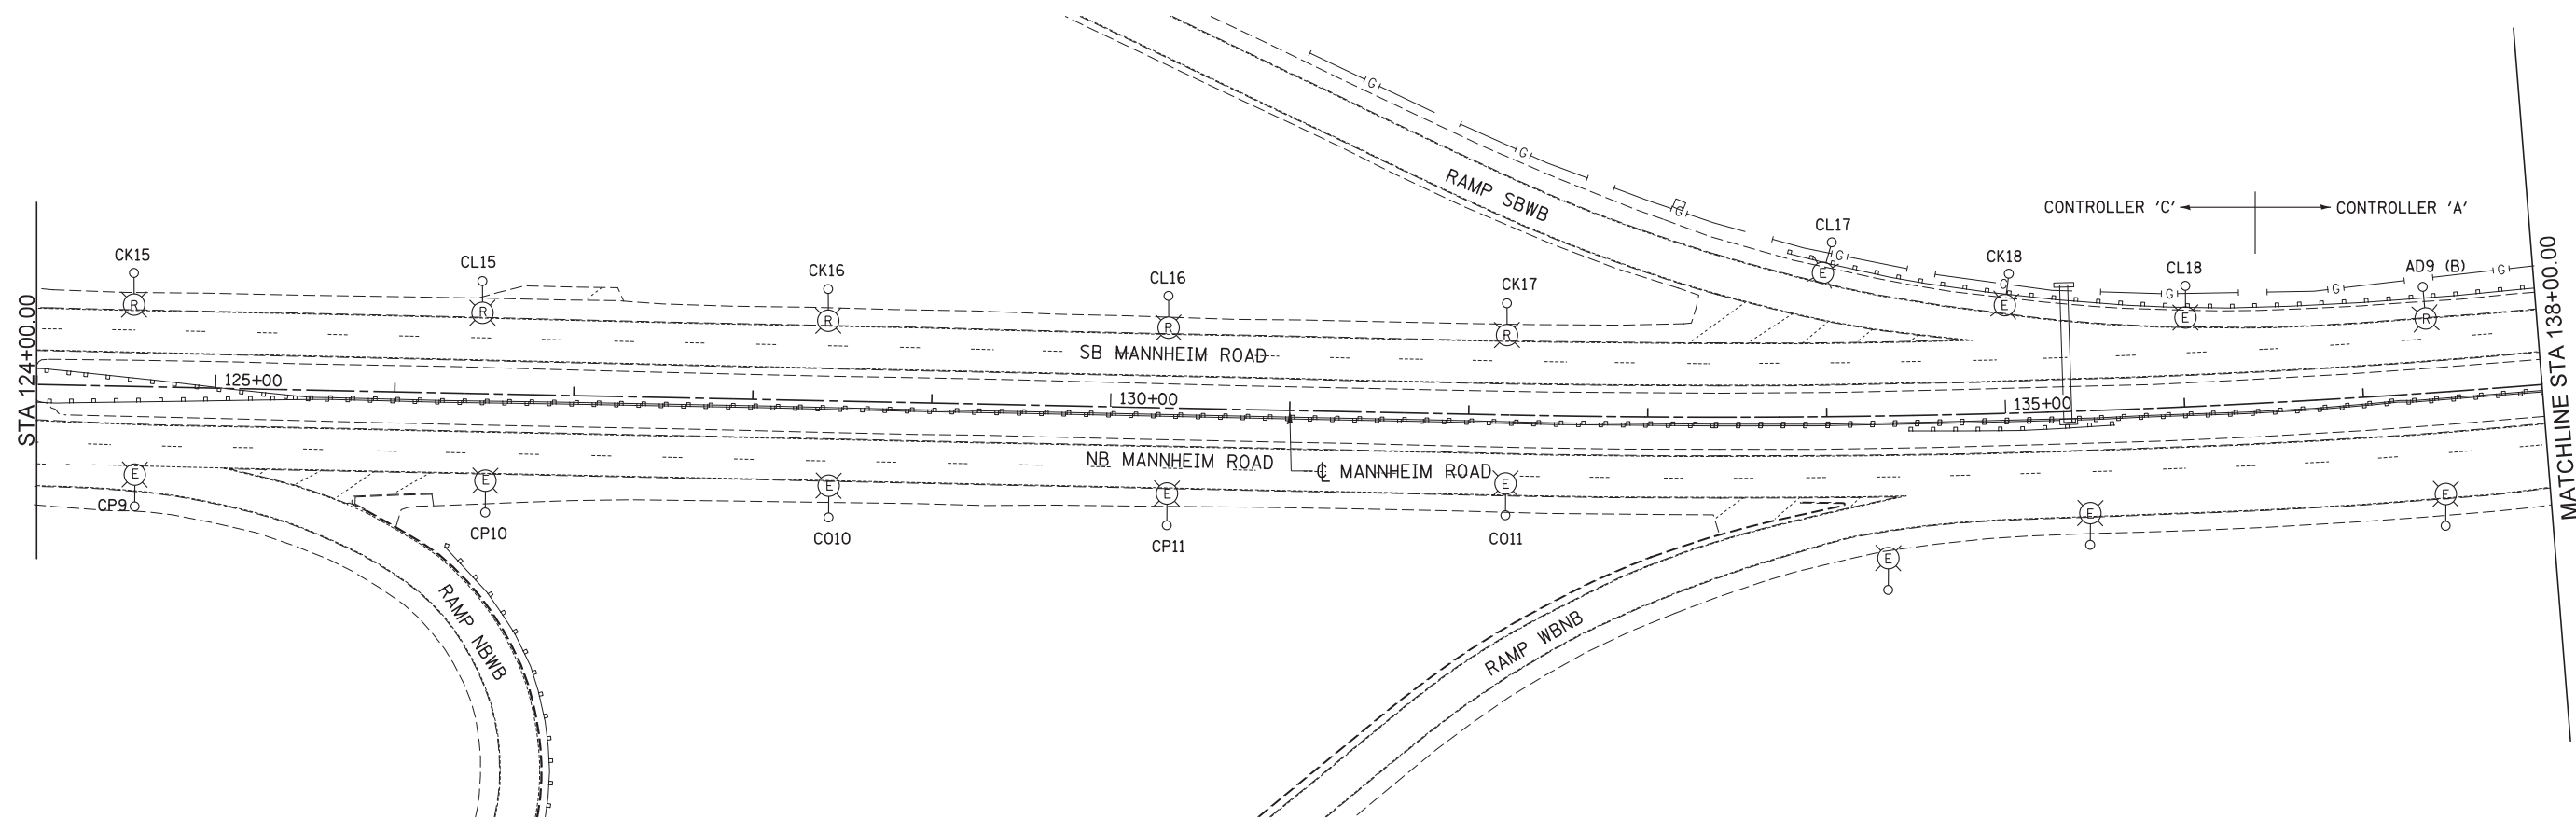 RAMP SBWB
CONTROLLER 'C'
CONTROLLER 'A'
CL17
CK15
CL15
CK16
CL16
CK17
CK18
CL18
AD9 (B)
G
G
G
G
G
G
G
G
R
R
R
R
R
E
E
E
R
STA 124+00.00
MATCHLINE STA 138+00.00
SB MANNHEIM ROAD
125+00
130+00
135+00
NB MANNHEIM ROAD
℄ MANNHEIM ROAD
E
E
E
E
E
E
E
E
CP9
CP10
CO10
CP11
CO11
RAMP NBWB
RAMP WBNB